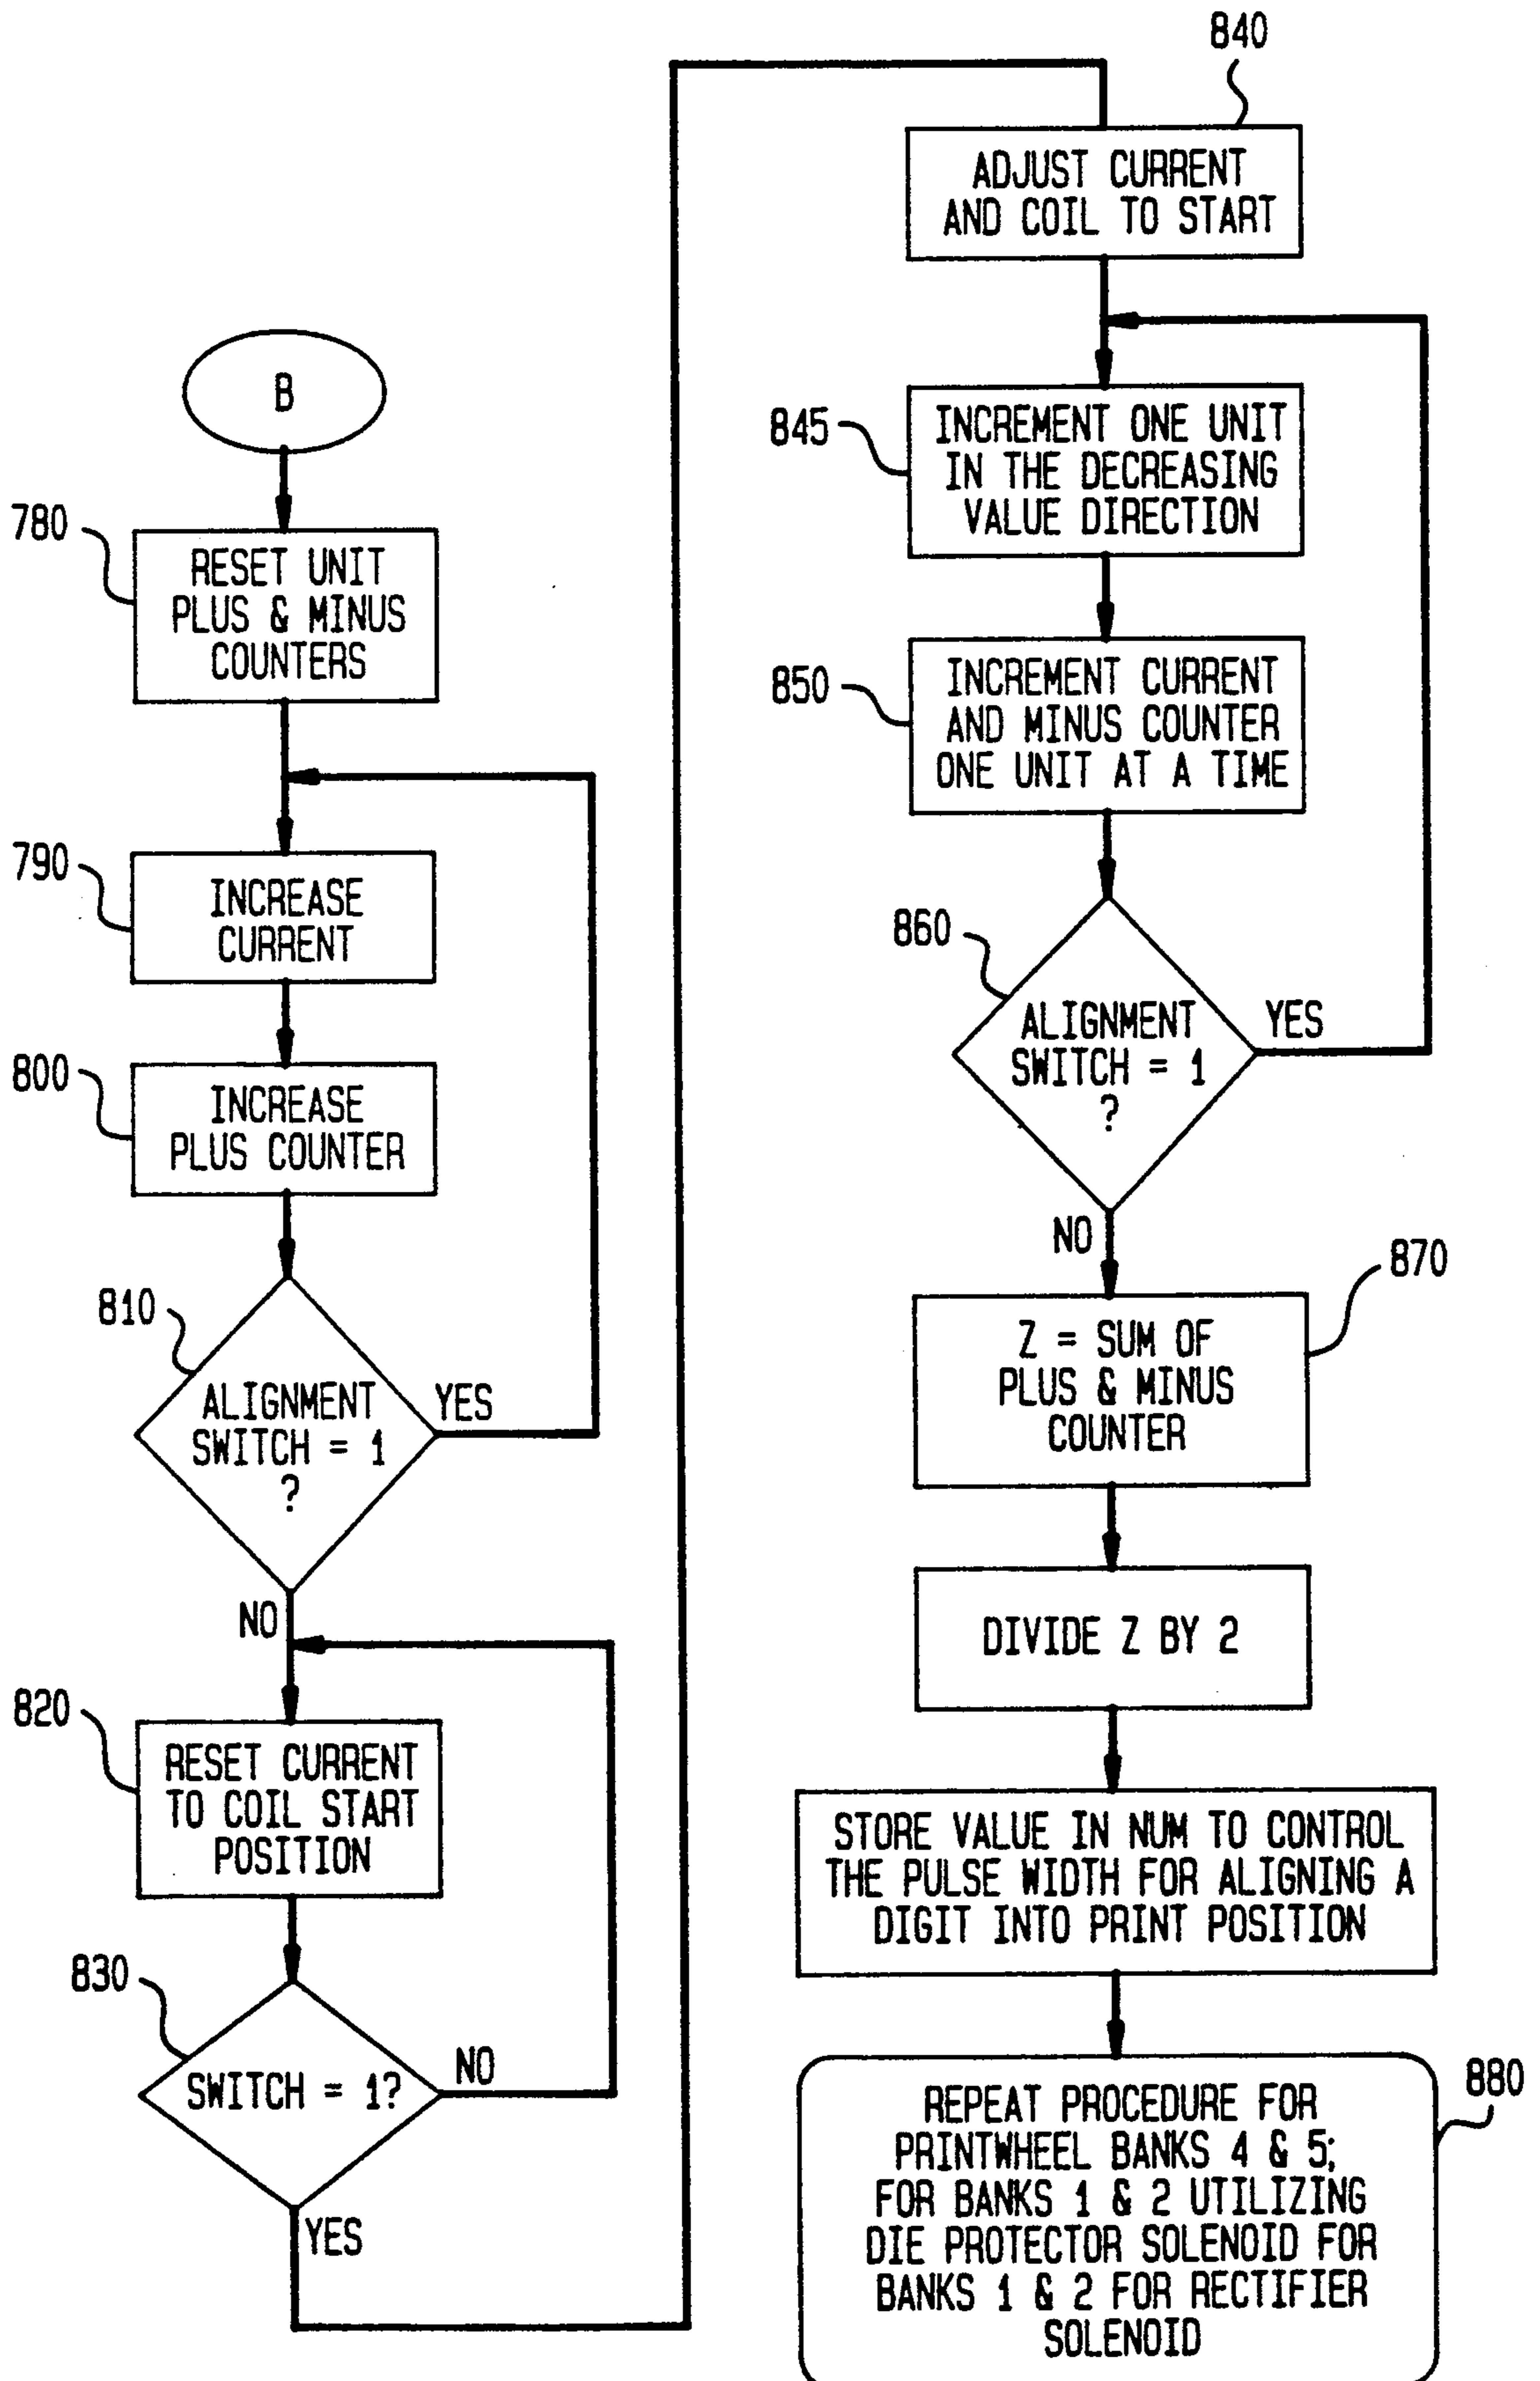 B
780
RESET UNIT
PLUS & MINUS
COUNTERS
790
INCREASE
CURRENT
800
INCREASE
PLUS COUNTER
810
ALIGNMENT
SWITCH = 1
?
YES
NO
820
RESET CURRENT
TO COIL START
POSITION
830
SWITCH = 1?
NO
YES
840
ADJUST CURRENT
AND COIL TO START
845
INCREMENT ONE UNIT
IN THE DECREASING
VALUE DIRECTION
850
INCREMENT CURRENT
AND MINUS COUNTER
ONE UNIT AT A TIME
860
ALIGNMENT
SWITCH = 1
?
YES
NO
870
Z = SUM OF
PLUS & MINUS
COUNTER
DIVIDE Z BY 2
STORE VALUE IN NUM TO CONTROL
THE PULSE WIDTH FOR ALIGNING A
DIGIT INTO PRINT POSITION
880
REPEAT PROCEDURE FOR
PRINTWHEEL BANKS 4 & 5;
FOR BANKS 1 & 2 UTILIZING
DIE PROTECTOR SOLENOID FOR
BANKS 1 & 2 FOR RECTIFIER
SOLENOID